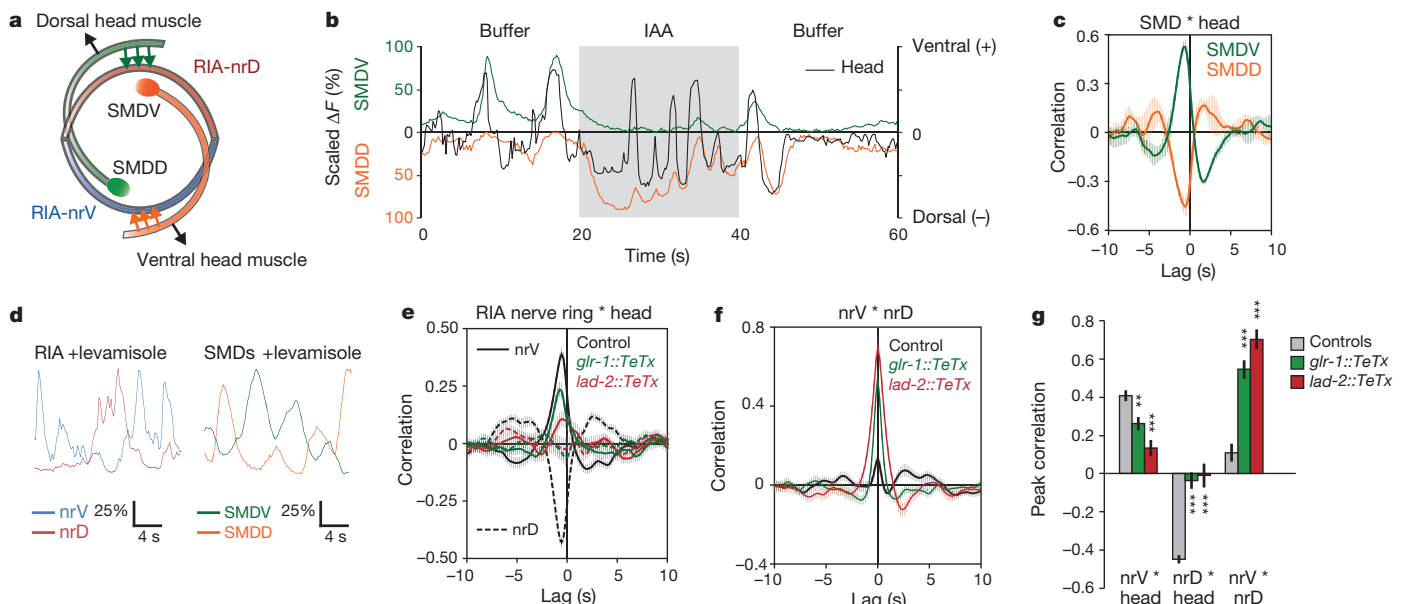 a
Dorsal head muscle
RIA-nrD
SMDV
SMDD
RIA-nrV
Ventral head muscle
b
Buffer
IAA
Buffer
Scaled ΔF (%)
SMDV
SMDD
100
50
0
50
100
Ventral (+)
Head
0
Dorsal (–)
0
20
40
60
Time (s)
c
SMD * head
SMDV
SMDD
Correlation
0.6
0.3
0
−0.3
−0.6
−10
−5
0
5
10
Lag (s)
d
RIA +levamisole
SMDs +levamisole
nrV
nrD
25%
4 s
SMDV
SMDD
25%
4 s
e
RIA nerve ring * head
nrV
Control
glr-1::TeTx
lad-2::TeTx
nrD
Correlation
0.50
0.25
0
−0.25
−0.50
−10
−5
0
5
10
Lag (s)
f
nrV * nrD
Control
glr-1::TeTx
lad-2::TeTx
Correlation
0.8
0.4
0
−0.4
−10
−5
0
5
10
Lag (s)
g
Peak correlation
0.8
0.6
0.4
0.2
0
−0.2
−0.4
−0.6
**
***
***
***
***
***
Controls
glr-1::TeTx
lad-2::TeTx
nrV * head
nrD * head
nrV * nrD